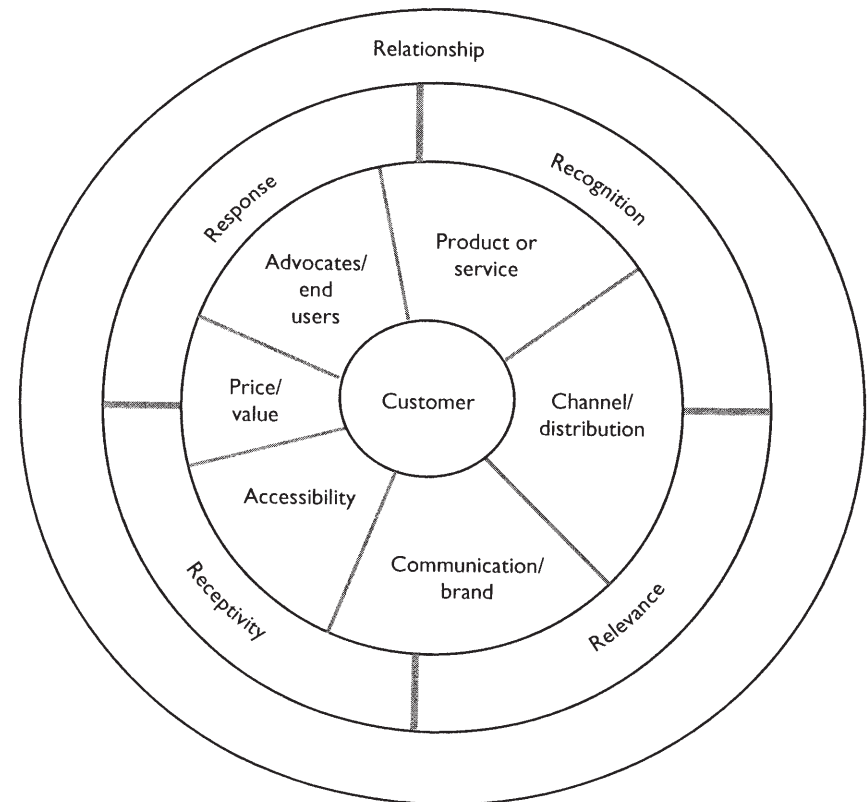 Relationship
Response
Recognition
Product or
service
Advocates/
end
users
Price/
value
Customer
Channel/
distribution
Accessibility
Communication/
brand
Receptivity
Relevance